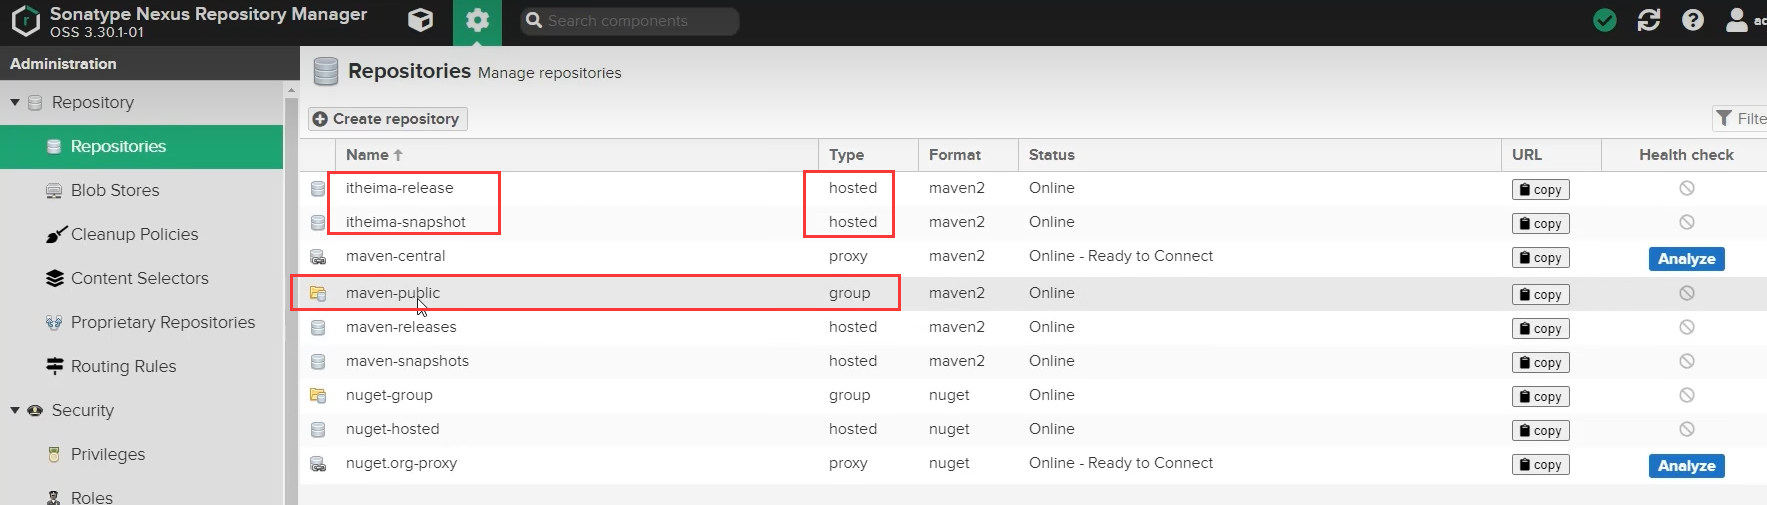 Sonatype Nexus Repository Manager
OSS 3.30.1-01
Search components
Administration
Repository
Repositories
Blob Stores
Cleanup Policies
Content Selectors
Proprietary Repositories
Routing Rules
Security
Privileges
Roles
Repositories Manage repositories
Create repository
Filte
Name Type Format Status URL Health check
itheima-release hosted maven2 Online copy
itheima-snapshot hosted maven2 Online copy
maven-central proxy maven2 Online - Ready to Connect copy Analyze
maven-public group maven2 Online copy
maven-releases hosted maven2 Online copy
maven-snapshots hosted maven2 Online copy
nuget-group group nuget Online copy
nuget-hosted hosted nuget Online copy
nuget.org-proxy proxy nuget Online - Ready to Connect copy Analyze